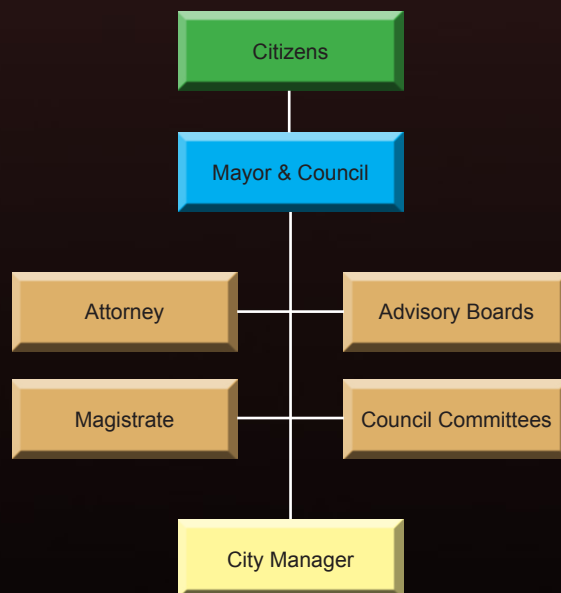 Citizens
Mayor & Council
Attorney
Advisory Boards
Magistrate
Council Committees
City Manager